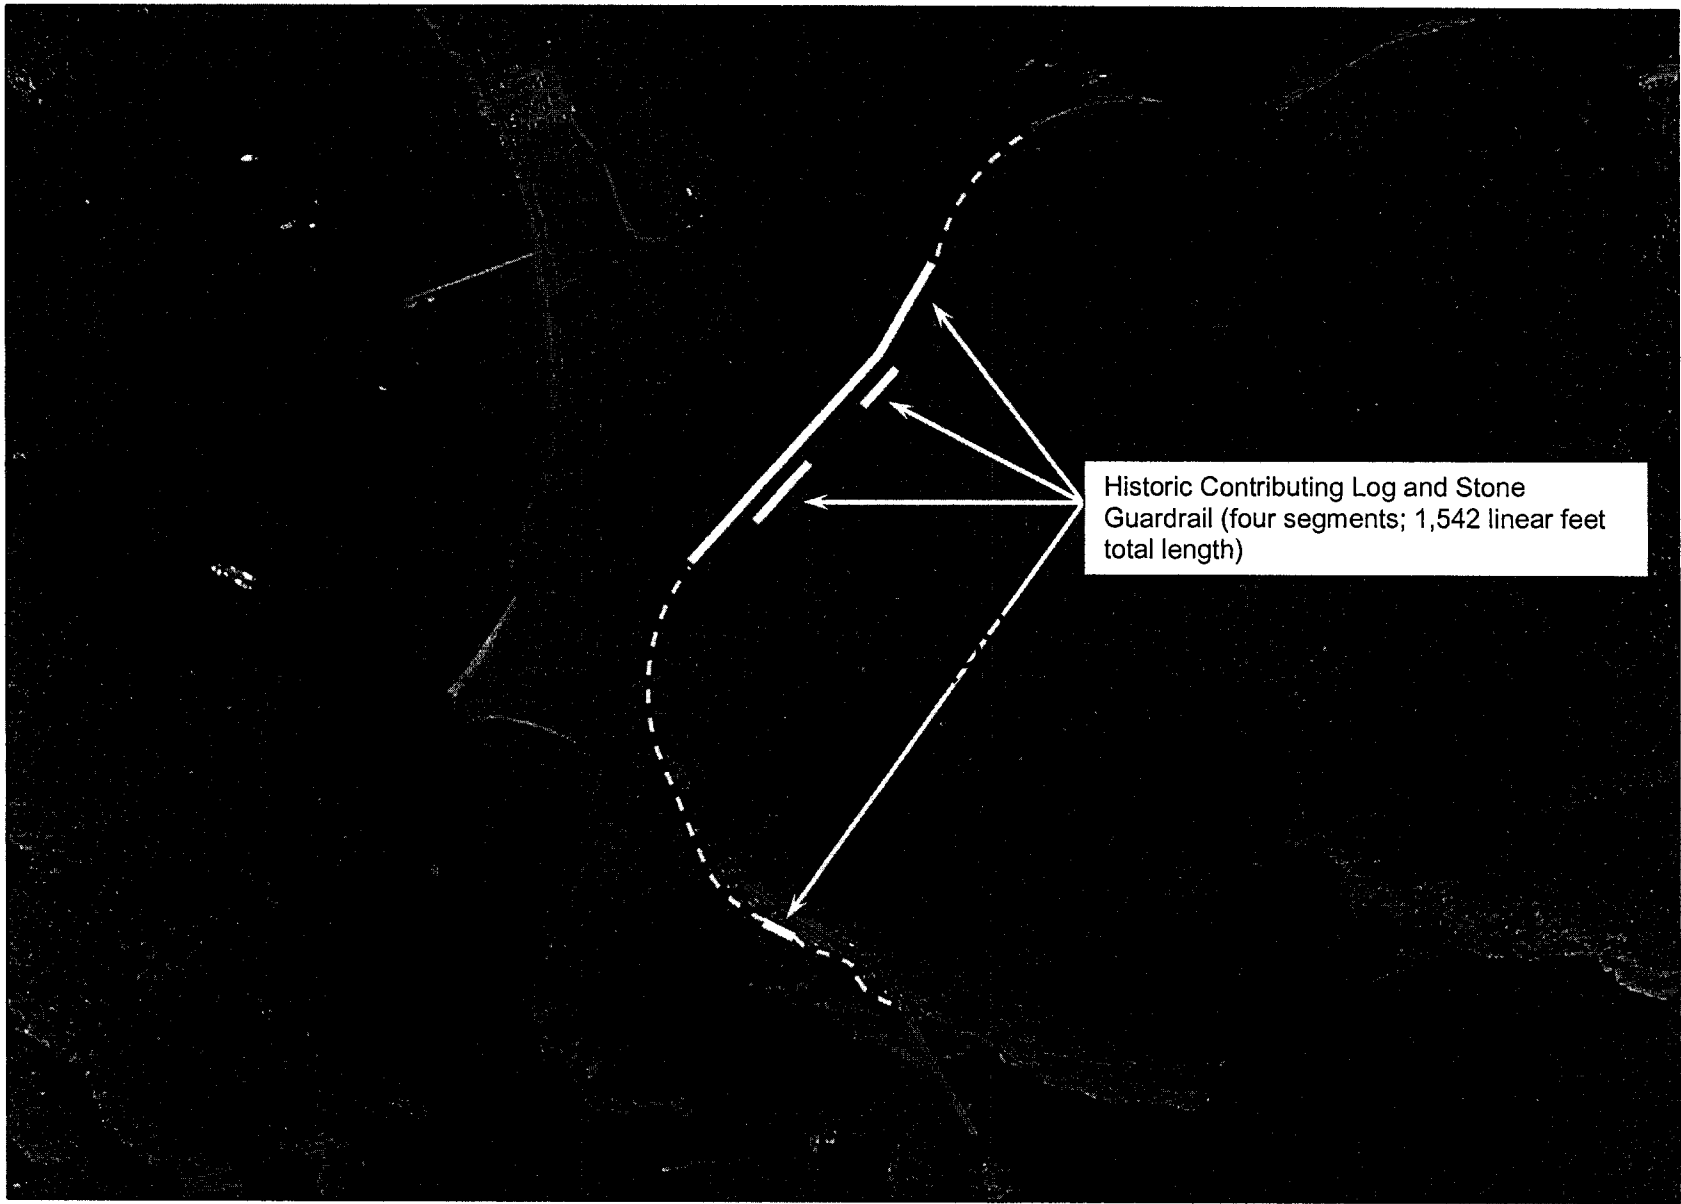 Historic Contributing Log and Stone
Guardrail (four segments; 1,542 linear feet
total length)